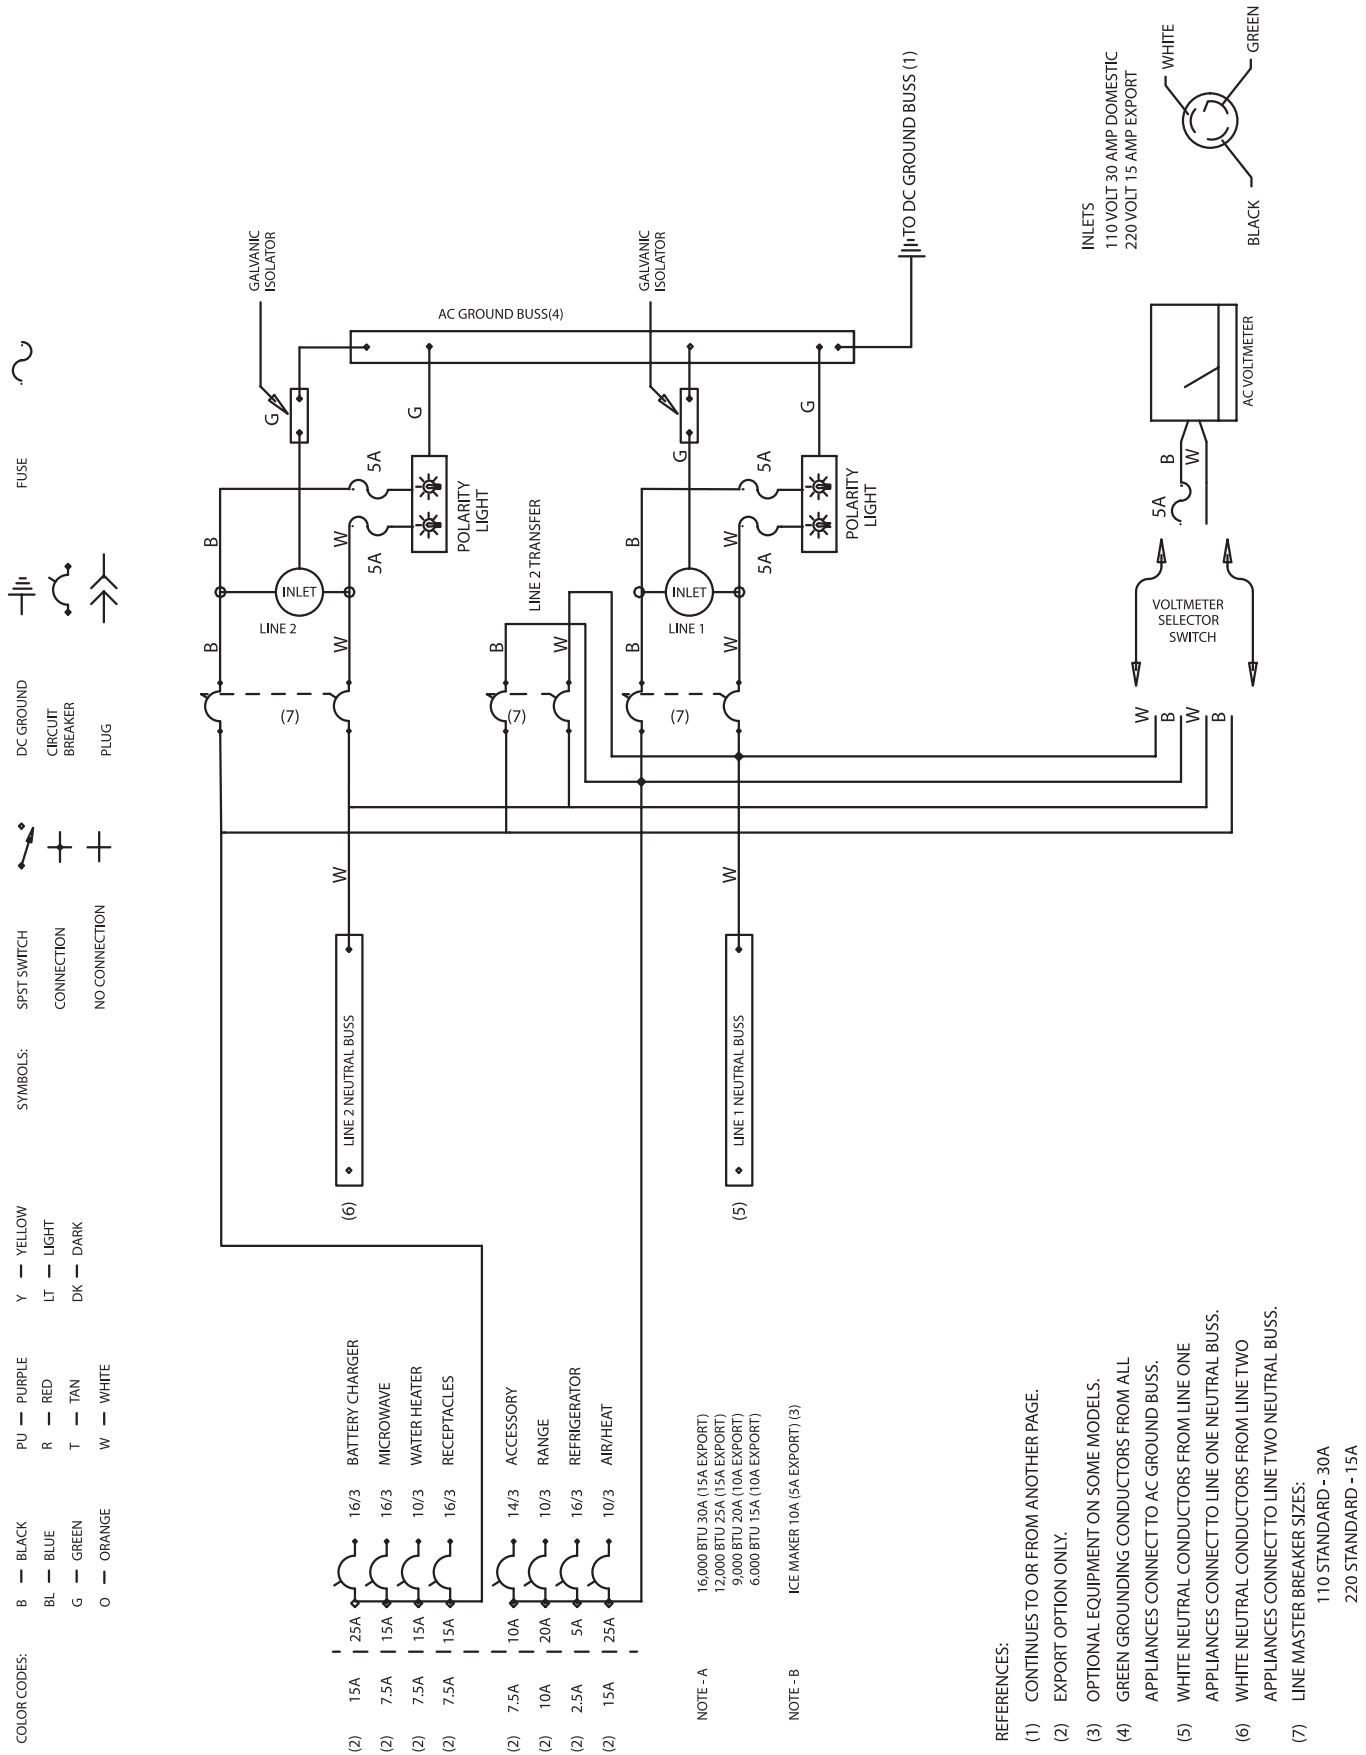 COLOR CODES:
B — BLACK
BL — BLUE
G — GREEN
O — ORANGE
PU — PURPLE
R — RED
T — TAN
W — WHITE
Y — YELLOW
LT — LIGHT
DK — DARK
SYMBOLS:
SPST SWITCH
CONNECTION
NO CONNECTION
DC GROUND
CIRCUIT
BREAKER
PLUG
FUSE
GALVANIC
ISOLATOR
AC GROUND BUSS(4)
GALVANIC
ISOLATOR
TO DC GROUND BUSS (1)
G
G
G
G
5A
5A
POLARITY
LIGHT
5A
5A
POLARITY
LIGHT
B
W
INLET
LINE 2
B
W
(7)
LINE 2 TRANSFER
B
W
(7)
B
W
INLET
LINE 1
B
W
(7)
W
W
LINE 2 NEUTRAL BUSS
(6)
LINE 1 NEUTRAL BUSS
(5)
(2) 15A 25A 16/3 BATTERY CHARGER
(2) 7.5A 15A 16/3 MICROWAVE
(2) 7.5A 15A 10/3 WATER HEATER
(2) 7.5A 15A 16/3 RECEPTACLES
(2) 7.5A 10A 14/3 ACCESSORY
(2) 10A 20A 10/3 RANGE
(2) 2.5A 5A 16/3 REFRIGERATOR
(2) 15A 25A 10/3 AIR/HEAT
NOTE - A
16,000 BTU 30A (15A EXPORT)
12,000 BTU 25A (15A EXPORT)
9,000 BTU 20A (10A EXPORT)
6.000 BTU 15A (10A EXPORT)
NOTE - B ICE MAKER 10A (5A EXPORT) (3)
INLETS
110 VOLT 30 AMP DOMESTIC
220 VOLT 15 AMP EXPORT
WHITE
GREEN
BLACK
AC VOLTMETER
B
W
5A
VOLTMETER
SELECTOR
SWITCH
W
B
W
B
REFERENCES:
(1) CONTINUES TO OR FROM ANOTHER PAGE.
(2) EXPORT OPTION ONLY.
(3) OPTIONAL EQUIPMENT ON SOME MODELS.
(4) GREEN GROUNDING CONDUCTORS FROM ALL
APPLIANCES CONNECT TO AC GROUND BUSS.
(5) WHITE NEUTRAL CONDUCTORS FROM LINE ONE
APPLIANCES CONNECT TO LINE ONE NEUTRAL BUSS.
(6) WHITE NEUTRAL CONDUCTORS FROM LINE TWO
APPLIANCES CONNECT TO LINE TWO NEUTRAL BUSS.
(7) LINE MASTER BREAKER SIZES:
110 STANDARD - 30A
220 STANDARD - 15A